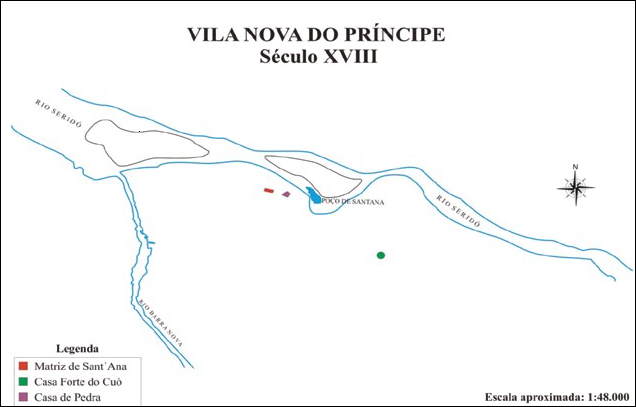 VILA NOVA DO PRÍNCIPE
Século XVIII
RIO SERIDÓ
N
POÇO DE SANTANA
RIO SERIDÓ
RIO BARRA NOVA
Legenda
Matriz de Sant´Ana
Casa Forte do Cuó
Casa de Pedra
Escala aproximada: 1:48.000